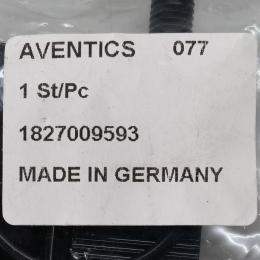 AVENTICS 077
1 St/Pc
1827009593
MADE IN GERMANY